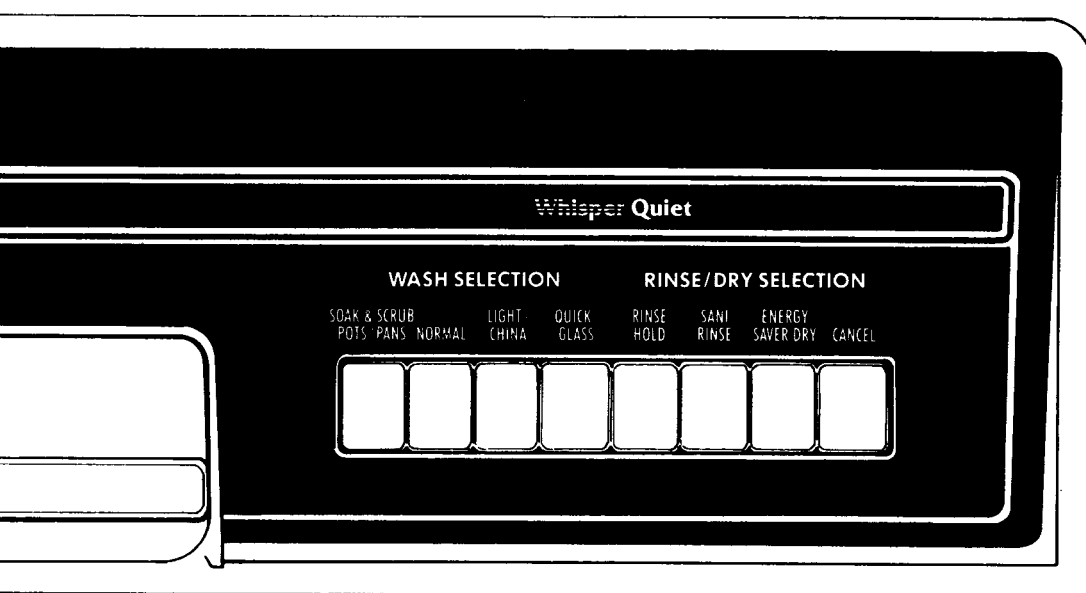 Whisper Quiet
WASH SELECTION RINSE/DRY SELECTION
SOAK & SCRUB LIGHT QUICK RINSE SANI ENERGY
POTS PANS NORMAL CHINA GLASS HOLD RINSE SAVER DRY CANCEL